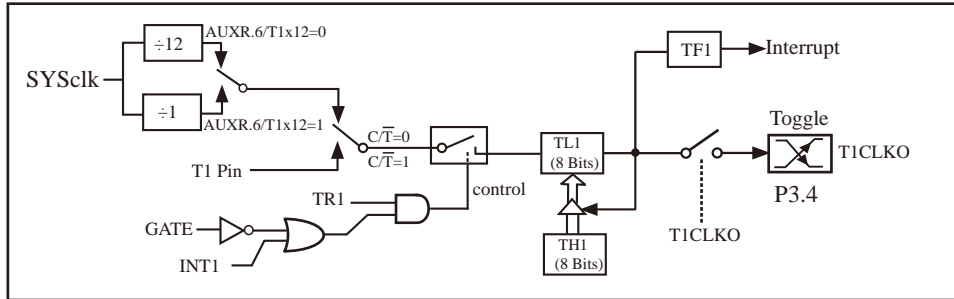 AUXR.6/T1x12=0
÷12
SYSclk
÷1
AUXR.6/T1x12=1
T1 Pin
C/T̅=0
C/T̅=1
TR1
GATE
INT1
control
TL1
(8 Bits)
TH1
(8 Bits)
TF1
Interrupt
Toggle
T1CLKO
P3.4
T1CLKO